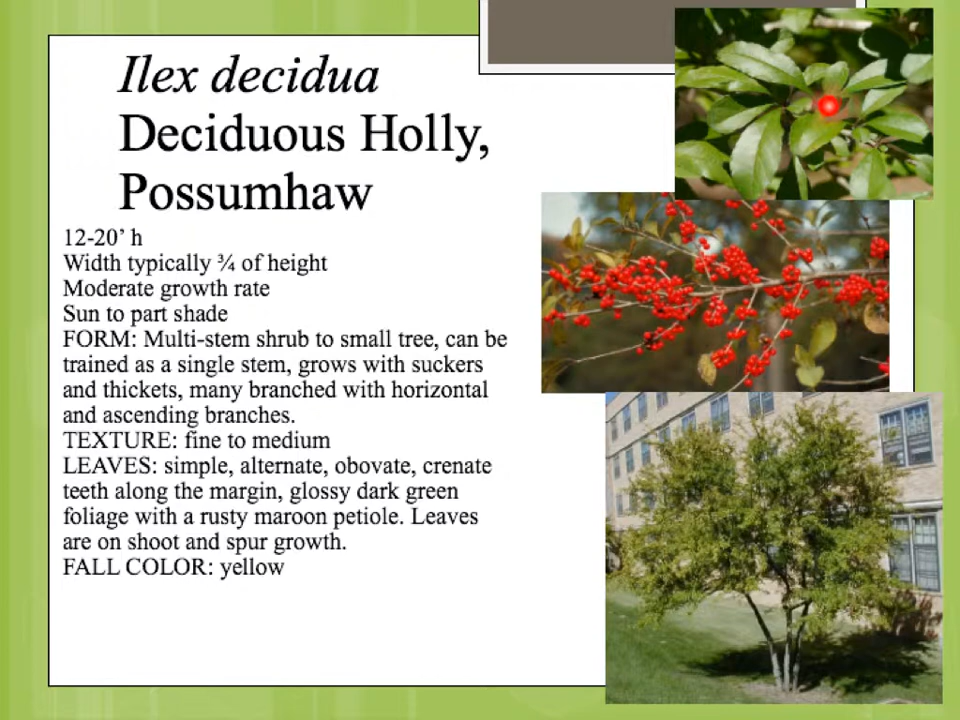 Ilex decidua
Deciduous Holly,
Possumhaw
12-20’ h
Width typically ¾ of height
Moderate growth rate
Sun to part shade
FORM: Multi-stem shrub to small tree, can be
trained as a single stem, grows with suckers
and thickets, many branched with horizontal
and ascending branches.
TEXTURE: fine to medium
LEAVES: simple, alternate, obovate, crenate
teeth along the margin, glossy dark green
foliage with a rusty maroon petiole. Leaves
are on shoot and spur growth.
FALL COLOR: yellow